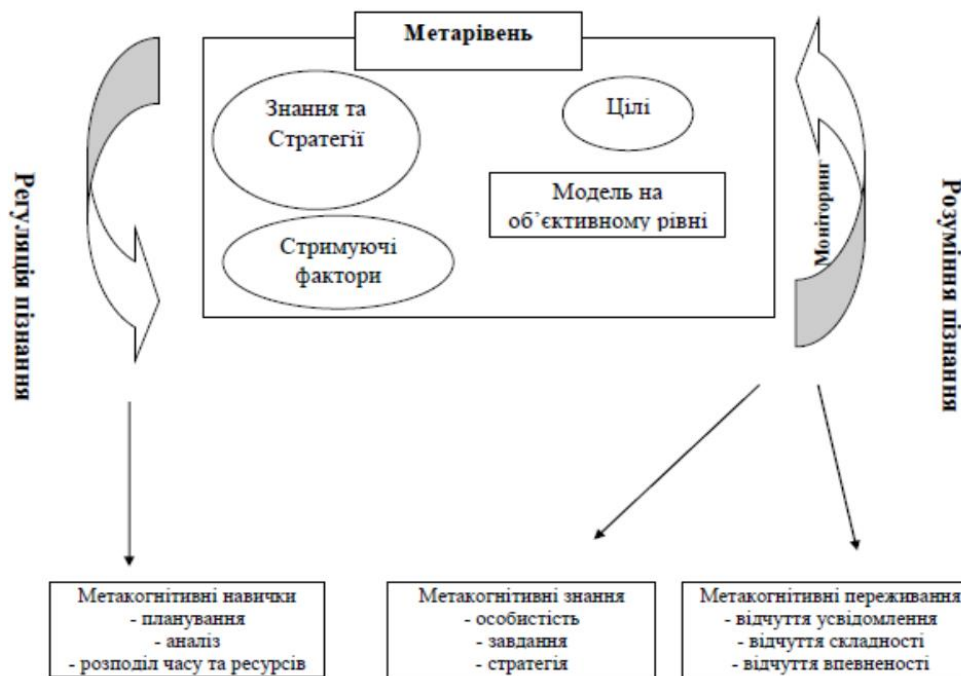 Метарівень
Знання та
Стратегії
Цілі
Модель на
об’єктивному рівні
Стримуючі
фактори
Регуляція пізнання
Моніторинг
Розуміння пізнання
Метакогнітивні навички
- планування
- аналіз
- розподіл часу та ресурсів
Метакогнітивні знання
- особистість
- завдання
- стратегія
Метакогнітивні переживання
- відчуття усвідомлення
- відчуття складності
- відчуття впевненості